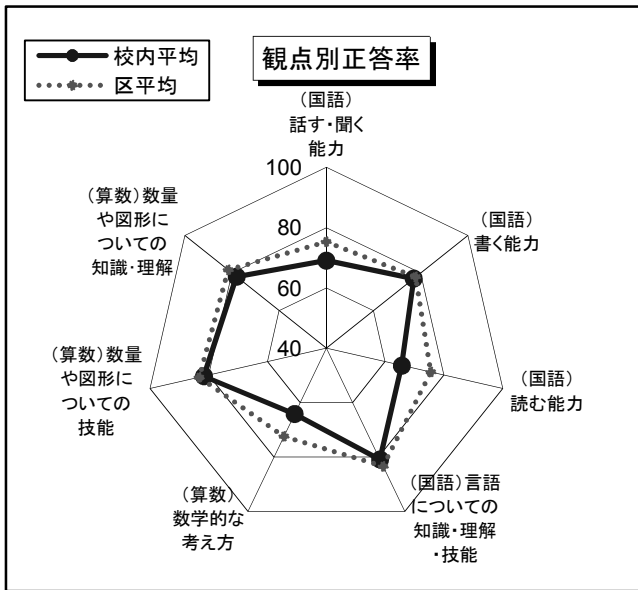 校内平均
区平均
観点別正答率
（国語）
話す・聞く
能力
（国語）
書く能力
（国語）
読む能力
（国語）言語
についての
知識・理解
・技能
（算数）
数学的な
考え方
（算数）数量
や図形に
ついての
技能
（算数）数量
や図形に
ついての
知識・理解
100
80
60
40